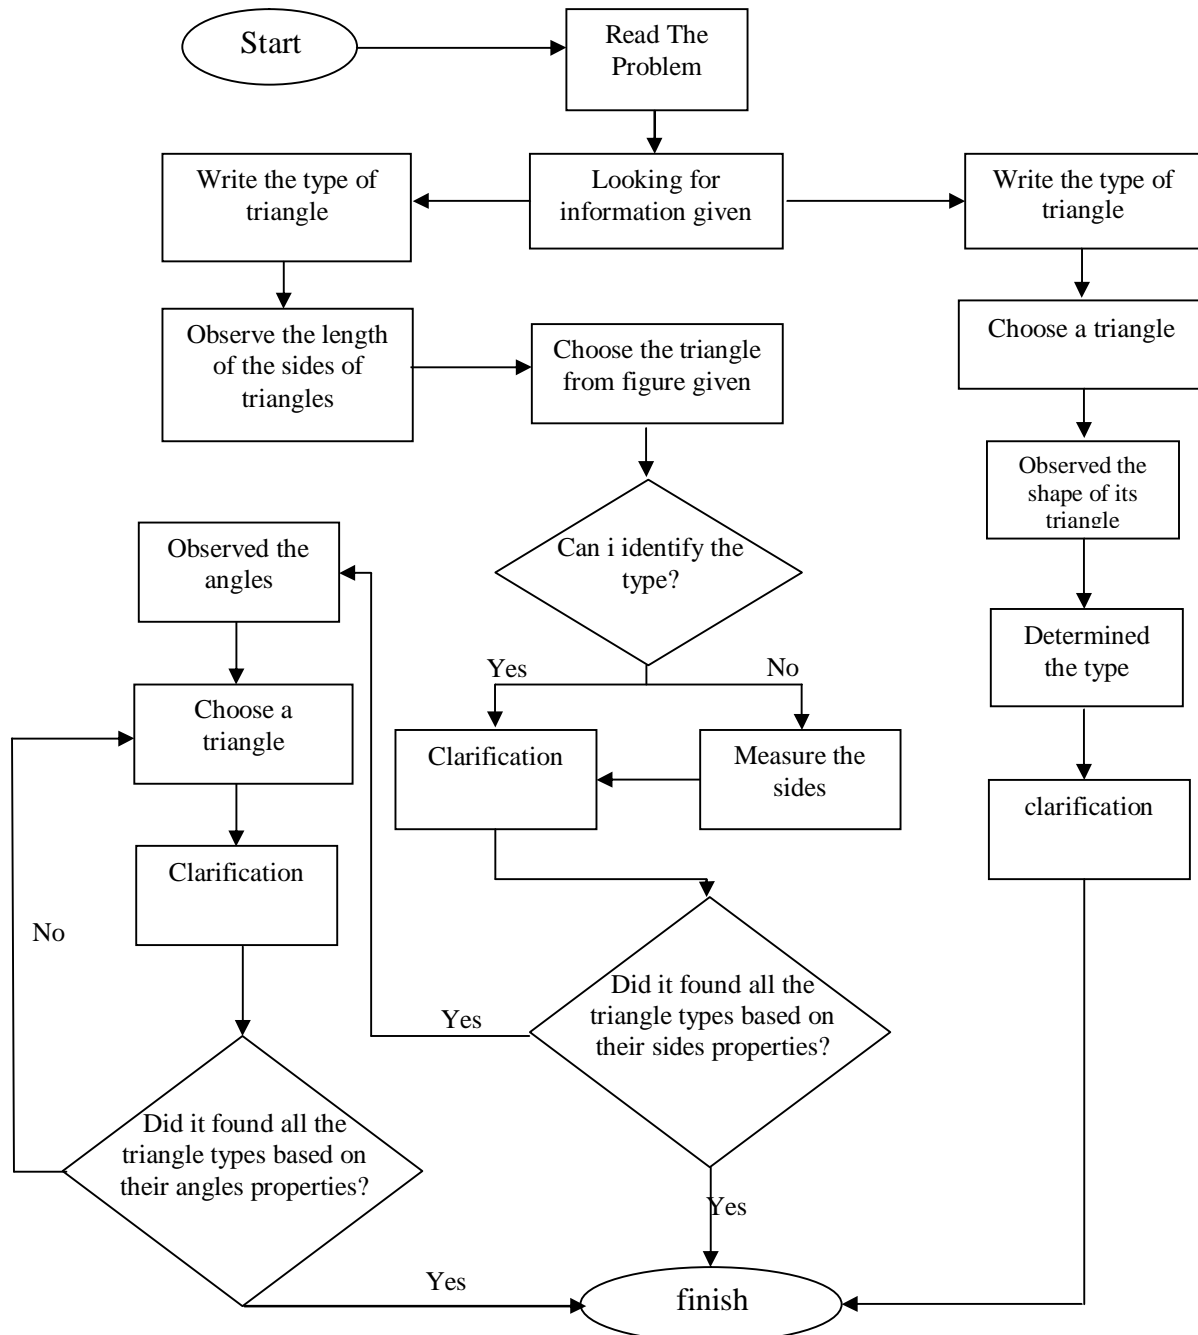 Start
Read The
Problem
Write the type of
triangle
Looking for
information given
Write the type of
triangle
Observe the length
of the sides of
triangles
Choose the triangle
from figure given
Choose a triangle
Observed the
shape of its
triangle
Observed the
angles
Can i identify the
type?
Determined
the type
Yes
No
Choose a
triangle
Clarification
Measure the
sides
clarification
Clarification
No
Did it found all the
triangle types based on
their sides properties?
Yes
Did it found all the
triangle types based on
their angles properties?
Yes
Yes
finish